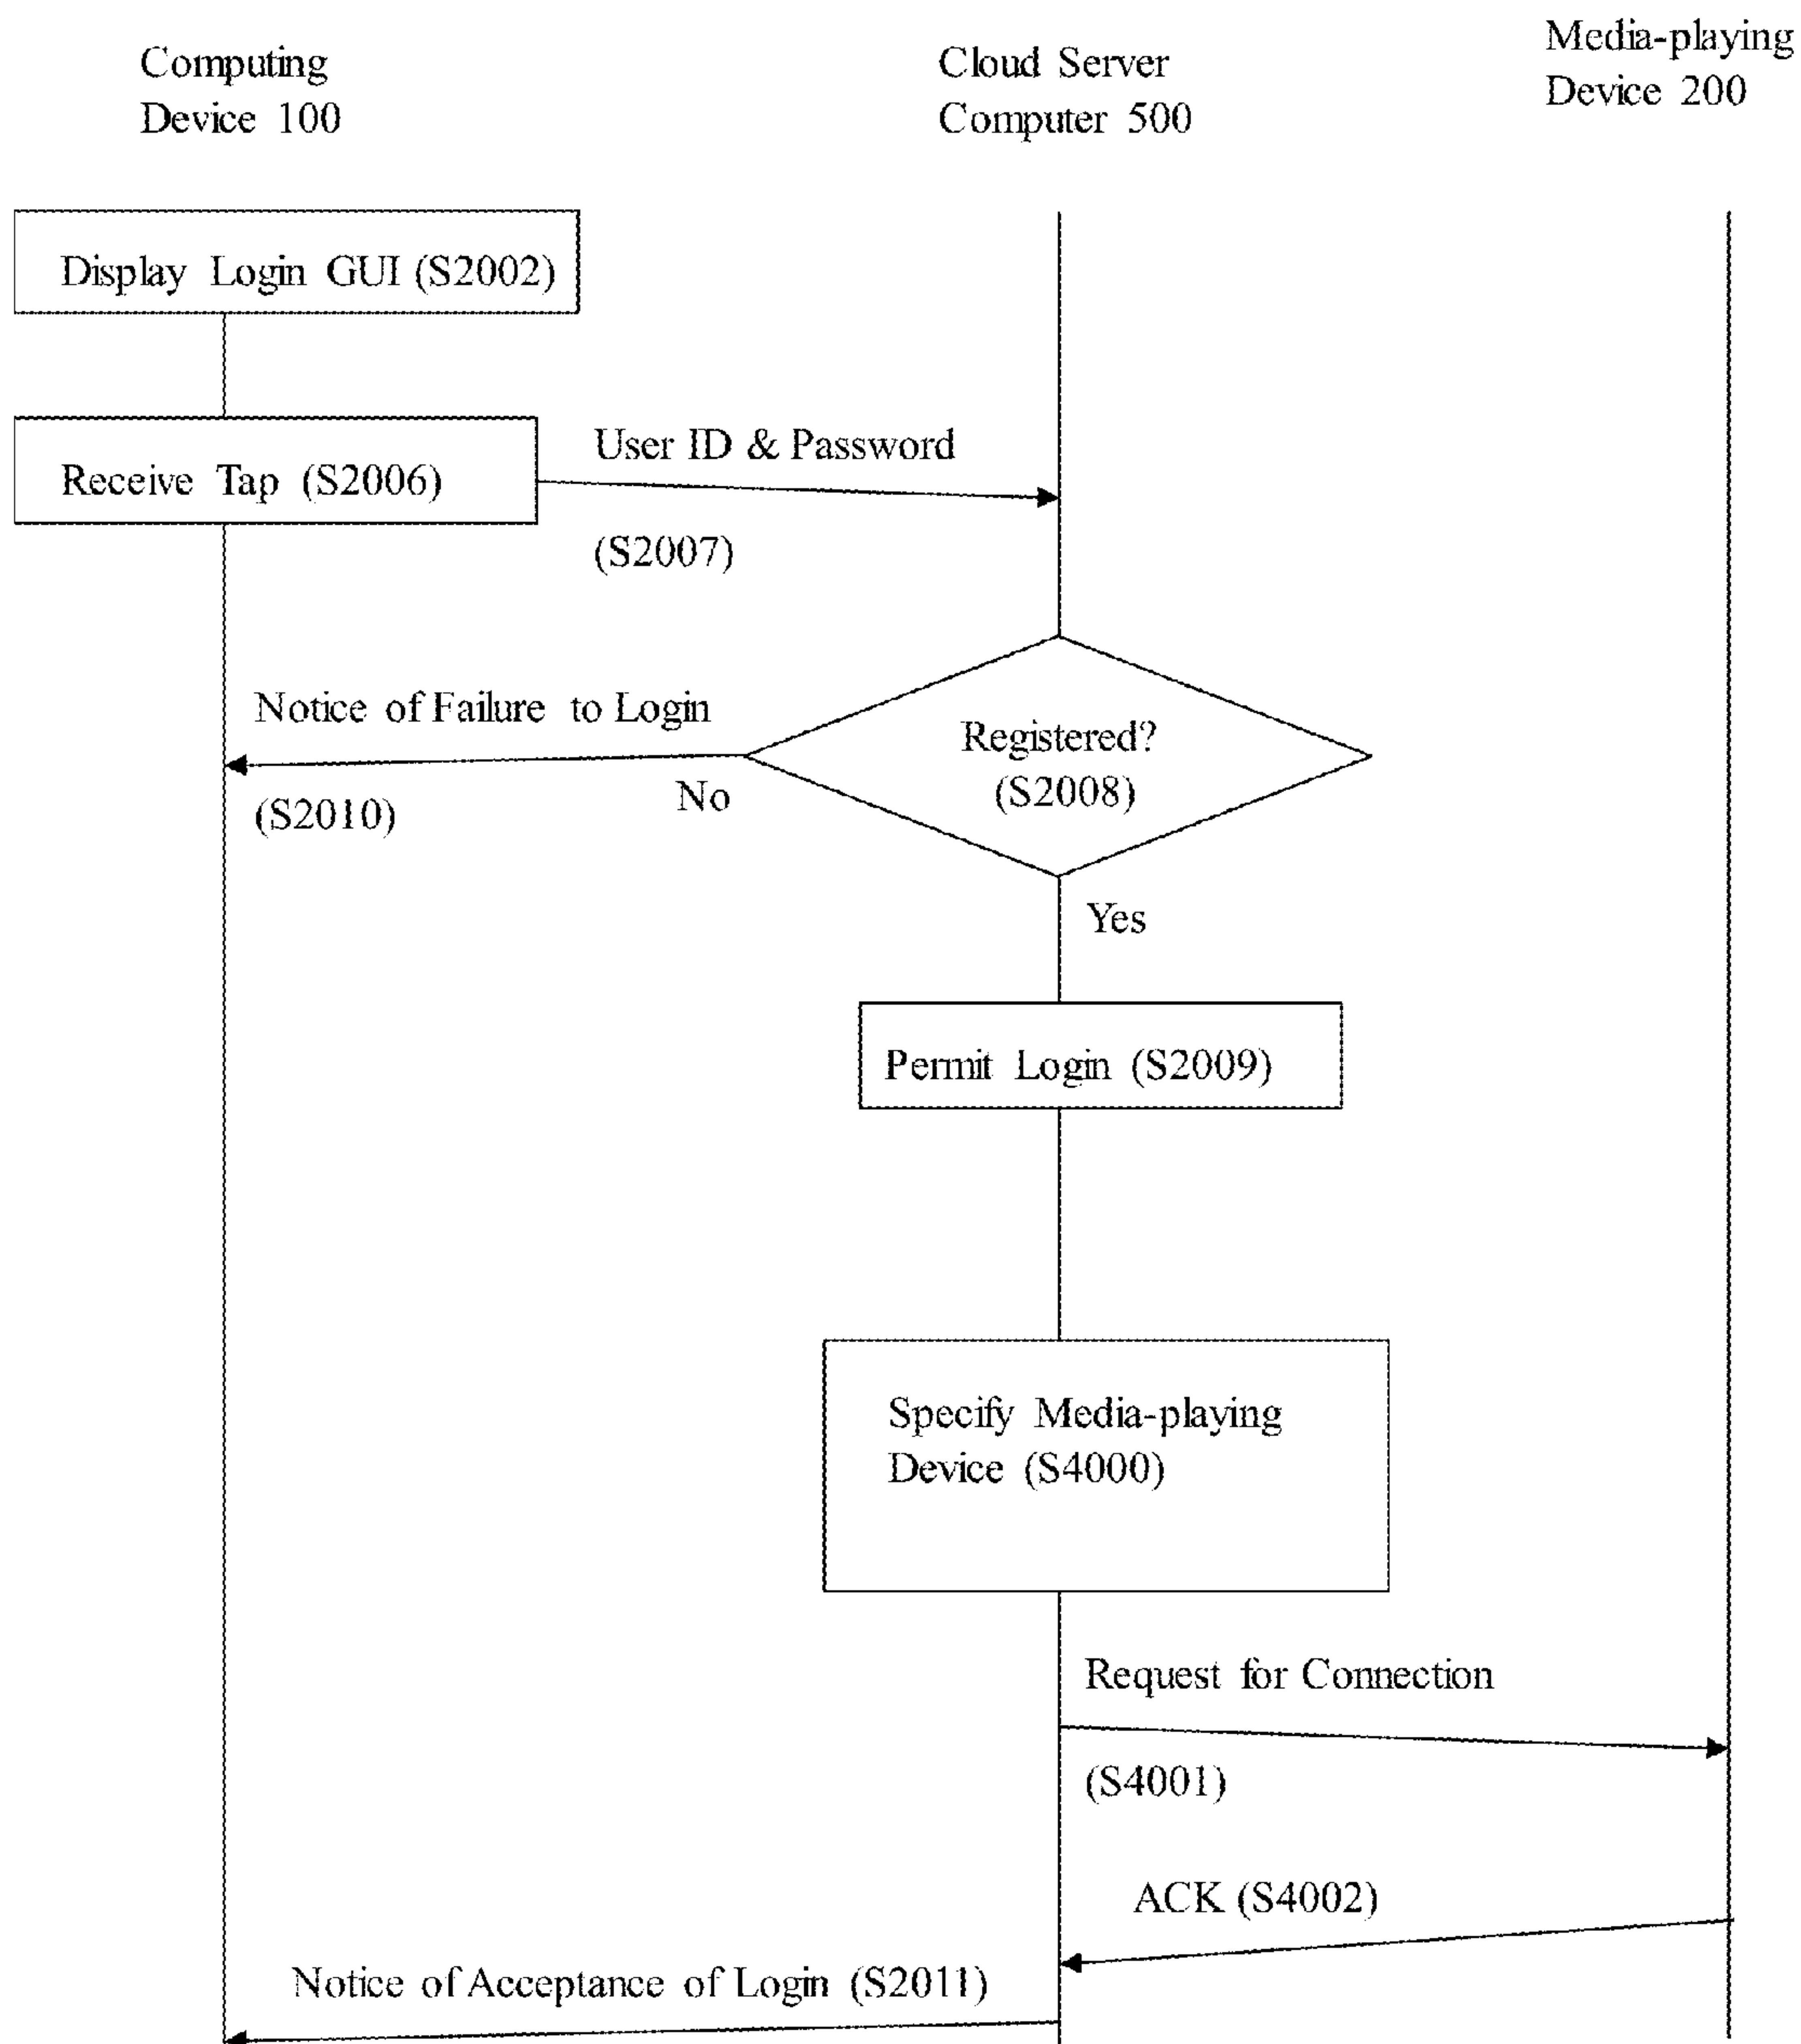 Computing
Device 100
Cloud Server
Computer 500
Media-playing
Device 200
Display Login GUI (S2002)
Receive Tap (S2006)
User ID & Password
(S2007)
Notice of Failure to Login
(S2010)
No
Registered?
(S2008)
Yes
Permit Login (S2009)
Specify Media-playing
Device (S4000)
Request for Connection
(S4001)
ACK (S4002)
Notice of Acceptance of Login (S2011)